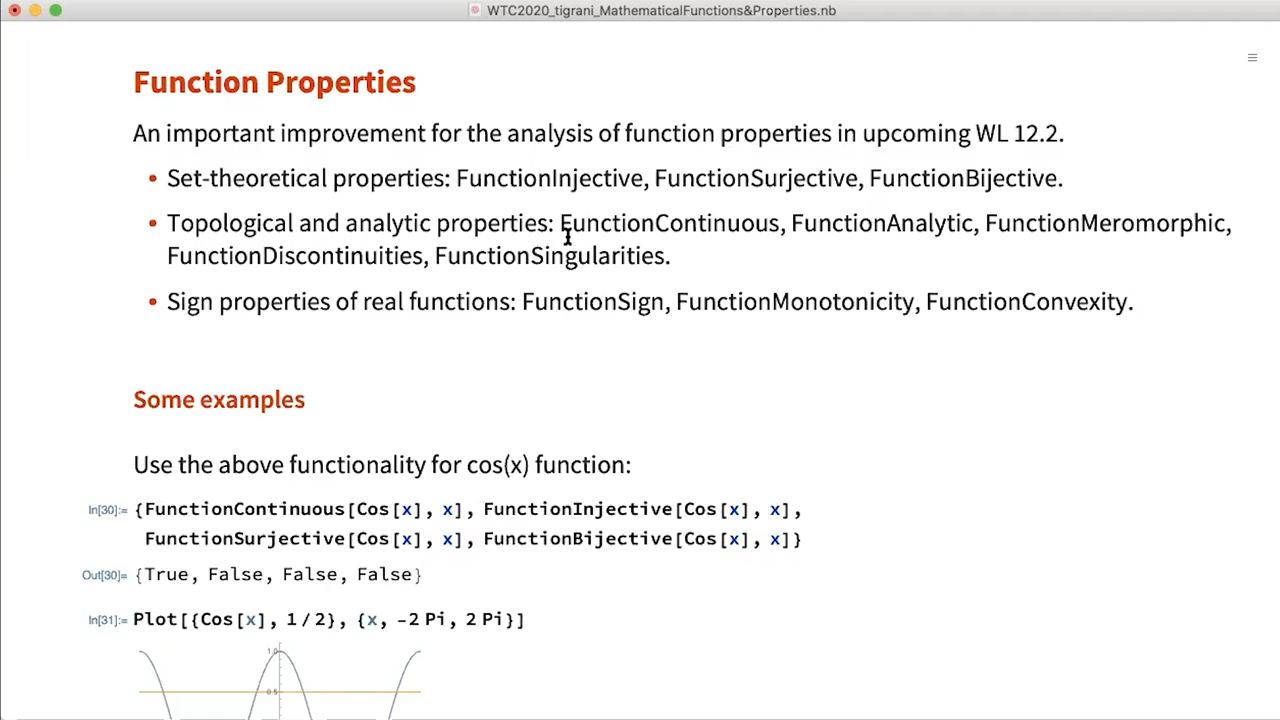 WTC2020_tigrani_MathematicalFunctions&Properties.nb
Function Properties
An important improvement for the analysis of function properties in upcoming WL 12.2.
• Set-theoretical properties: FunctionInjective, FunctionSurjective, FunctionBijective.
• Topological and analytic properties: FunctionContinuous, FunctionAnalytic, FunctionMeromorphic,
FunctionDiscontinuities, FunctionSingularities.
• Sign properties of real functions: FunctionSign, FunctionMonotonicity, FunctionConvexity.
Some examples
Use the above functionality for cos(x) function:
In[30]:= {FunctionContinuous[Cos[x], x], FunctionInjective[Cos[x], x],
FunctionSurjective[Cos[x], x], FunctionBijective[Cos[x], x]}
Out[30]= {True, False, False, False}
In[31]:= Plot[{Cos[x], 1/2}, {x, -2 Pi, 2 Pi}]
1.0
0.5